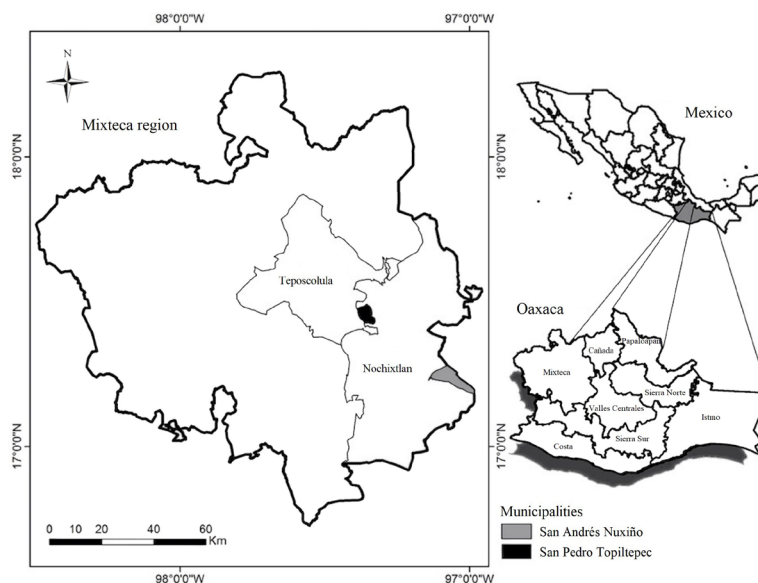 98°0'0"W
97°0'0"W
N
Mixteca region
18°0'0"N
18°0'0"N
Mexico
Teposcolula
Oaxaca
Papaloapan
Cañada
Nochixtlan
Mixteca
Sierra Norte
Valles Centrales
Istmo
17°0'0"N
17°0'0"N
Costa
Sierra Sur
Municipalities
San Andrés Nuxiño
San Pedro Topiltepec
0 10 20 40 60
Km
98°0'0"W
97°0'0"W